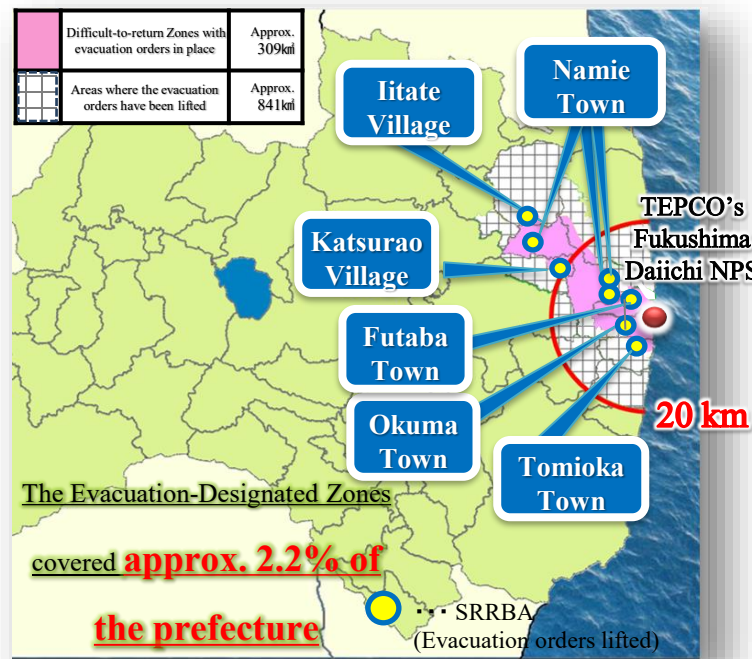 Difficult-to-return Zones with
evacuation orders in place
Approx.
309㎢
Areas where the evacuation
orders have been lifted
Approx.
841㎢
Iitate
Village
Namie
Town
Katsurao
Village
TEPCO's
Fukushima
Daiichi NPS
Futaba
Town
Okuma
Town
20 km
Tomioka
Town
The Evacuation-Designated Zones
covered approx. 2.2% of
the prefecture
･･･ SRRBA
(Evacuation orders lifted)